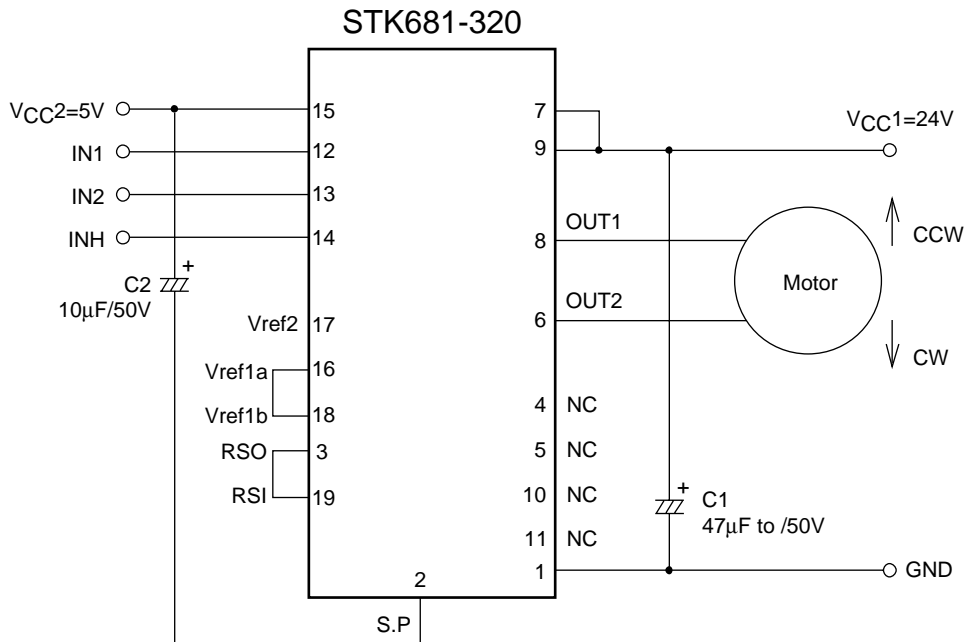 STK681-320
VCC2=5V
IN1
IN2
INH
C2
+
10μF/50V
Vref2
Vref1a
Vref1b
RSO
RSI
15
12
13
14
17
16
18
3
19
2
S.P
7
9
8
6
4 NC
5 NC
10 NC
11 NC
1
OUT1
OUT2
Motor
VCC1=24V
CCW
CW
+
C1
47μF to /50V
GND